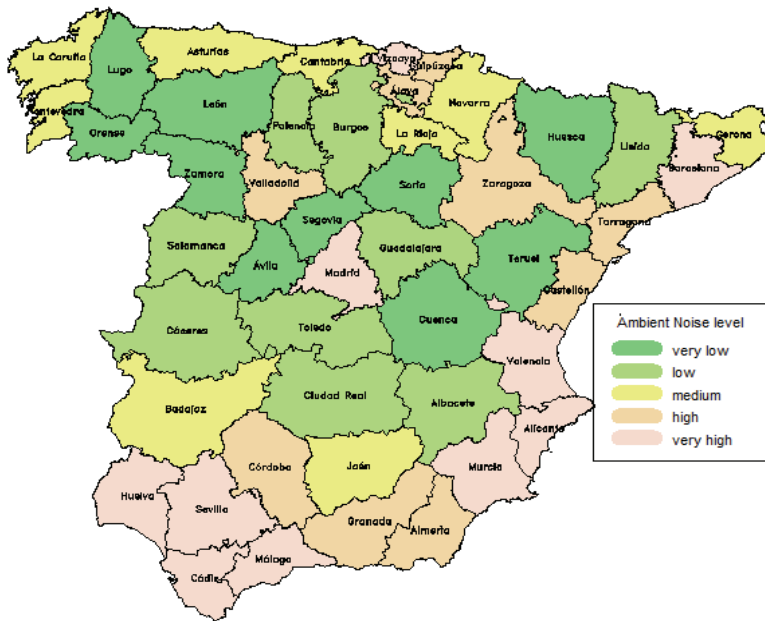 Asturias
La Coruña
Lugo
Cantabria
Vizcaya
Guipúzcoa
Alava
Navarra
Pontevedra
Orense
León
Palencia
Burgos
La Rioja
Huesca
Lleida
Gerona
Barcelona
Zamora
Valladolid
Soria
Zaragoza
Tarragona
Segovia
Salamanca
Ávila
Madrid
Guadalajara
Teruel
Castellón
Cáceres
Toledo
Cuenca
Valencia
Badajoz
Ciudad Real
Albacete
Alicante
Córdoba
Jaén
Murcia
Huelva
Sevilla
Granada
Almería
Málaga
Cádiz
Ambient Noise level
very low
low
medium
high
very high